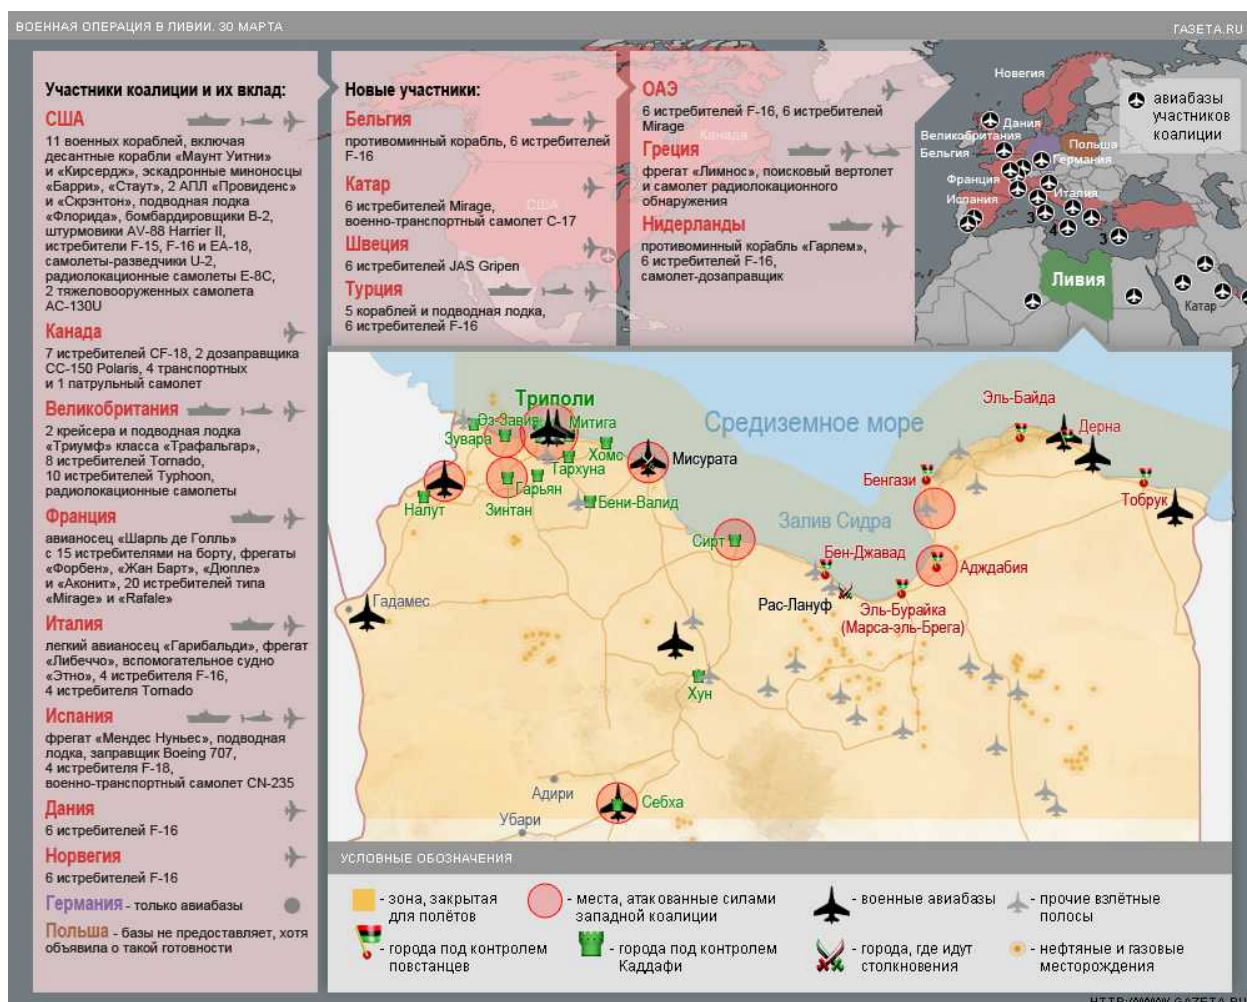 ВОЕННАЯ ОПЕРАЦИЯ В ЛИВИИ. 30 МАРТА
ГАЗЕТА.RU
Участники коалиции и их вклад:
США
11 военных кораблей, включая
десантные корабли «Маунт Уитни»
и «Кирсердж», эскадронные миноносцы
«Барри», «Стаут», 2 АПЛ «Провиденс»
и «Скрэнтон», подводная лодка
«Флорида», бомбардировщики B-2,
штурмовики AV-88 Harrier II,
истребители F-15, F-16 и EA-18,
самолеты-разведчики U-2,
радиолокационные самолеты E-8C,
2 тяжеловооруженных самолета
AC-130U
Канада
7 истребителей CF-18, 2 дозаправщика
CC-150 Polaris, 4 транспортных
и 1 патрульный самолет
Великобритания
2 крейсера и подводная лодка
«Триумф» класса «Трафальгар»,
8 истребителей Tornado,
10 истребителей Typhoon,
радиолокационные самолеты
Франция
авианосец «Шарль де Голль»
с 15 истребителями на борту, фрегаты
«Форбен», «Жан Барт», «Дюпле»
и «Аконит», 20 истребителей типа
«Mirage» и «Rafale»
Италия
легкий авианосец «Гарибальди», фрегат
«Либеччо», вспомогательное судно
«Этно», 4 истребителя F-16,
4 истребителя Tornado
Испания
фрегат «Мендес Нуньес», подводная
лодка, заправщик Boeing 707,
4 истребителя F-18,
военно-транспортный самолет CN-235
Дания
6 истребителей F-16
Норвегия
6 истребителей F-16
Германия - только авиабазы
Польша - базы не предоставляет, хотя
объявила о такой готовности
Новые участники:
Бельгия
противоминный корабль, 6 истребителей
F-16
Катар
6 истребителей Mirage,
военно-транспортный самолет C-17
Швеция
6 истребителей JAS Gripen
Турция
5 кораблей и подводная лодка,
6 истребителей F-16
ОАЭ
6 истребителей F-16, 6 истребителей
Mirage
Греция
фрегат «Лимнос», поисковый вертолет
и самолет радиолокационного
обнаружения
Нидерланды
противоминный корабль «Гарлем»,
6 истребителей F-16,
самолет-дозаправщик
Канада
США
Новегия
Дания
Великобритания
Бельгия
Польша
Германия
Франция
Италия
Испания
3
4
3
Ливия
Катар
авиабазы
участников
коалиции
Триполи
Эз-Завия
Митига
Зувара
Хомс
Тархуна
Мисурата
Гарьян
Налут
Зинтан
Бени-Валид
Сирт
Средиземное море
Залив Сидра
Эль-Байда
Дерна
Бенгази
Тобрук
Бен-Джавад
Адждабия
Рас-Лануф
Эль-Бурайка
(Марса-эль-Брега)
Гадамес
Хун
Адири
Себха
Убари
УСЛОВНЫЕ ОБОЗНАЧЕНИЯ
- зона, закрытая
для полётов
- места, атакованные силами
западной коалиции
- военные авиабазы
- прочие взлётные
полосы
- города под контролем
повстанцев
- города под контролем
Каддафи
- города, где идут
столкновения
- нефтяные и газовые
месторождения
HTTP://WWW.GAZETA.RU